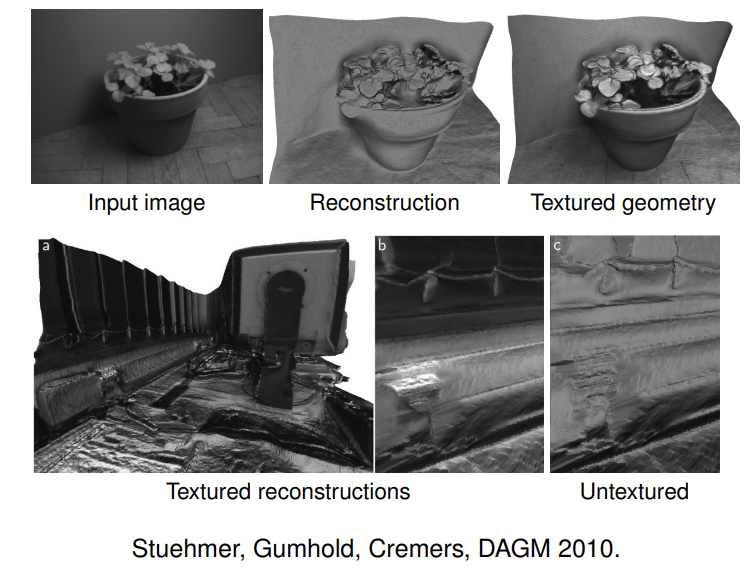 Input image
Reconstruction
Textured geometry
a
b
c
Textured reconstructions
Untextured
Stuehmer, Gumhold, Cremers, DAGM 2010.